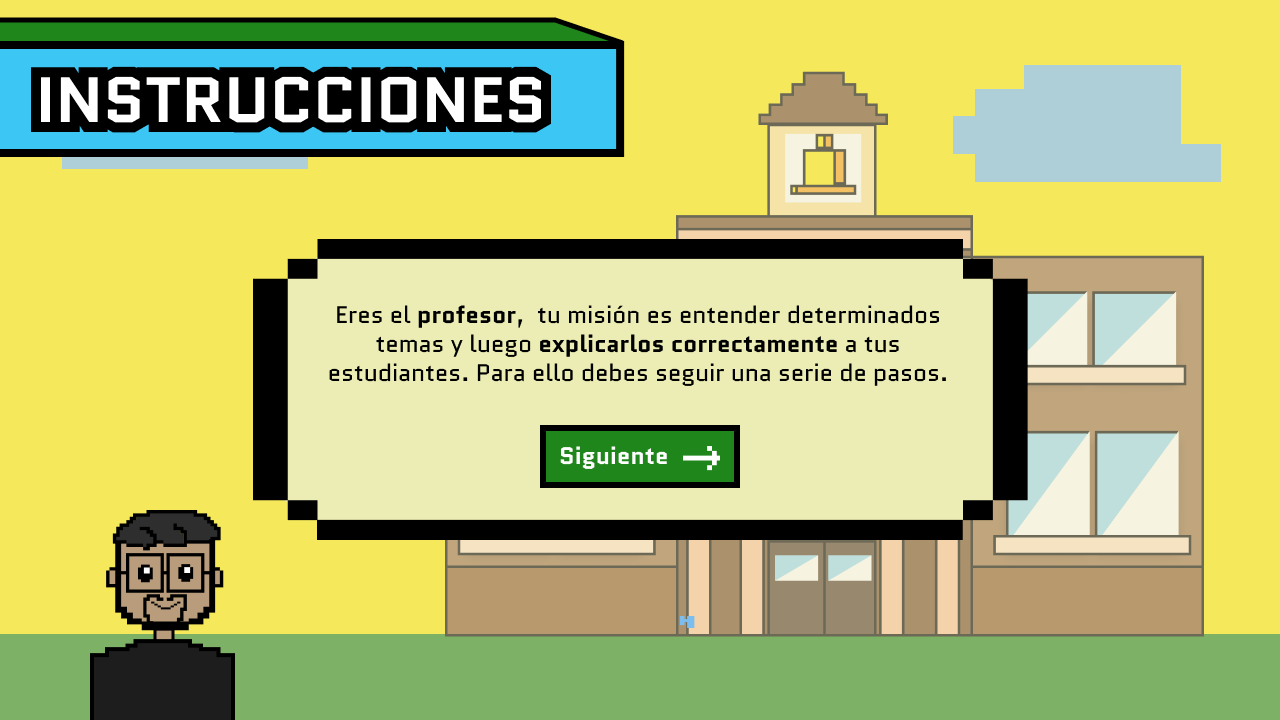 INSTRUCCIONES
Eres el profesor, tu misión es entender determinados
temas y luego explicarlos correctamente a tus
estudiantes. Para ello debes seguir una serie de pasos.
Siguiente